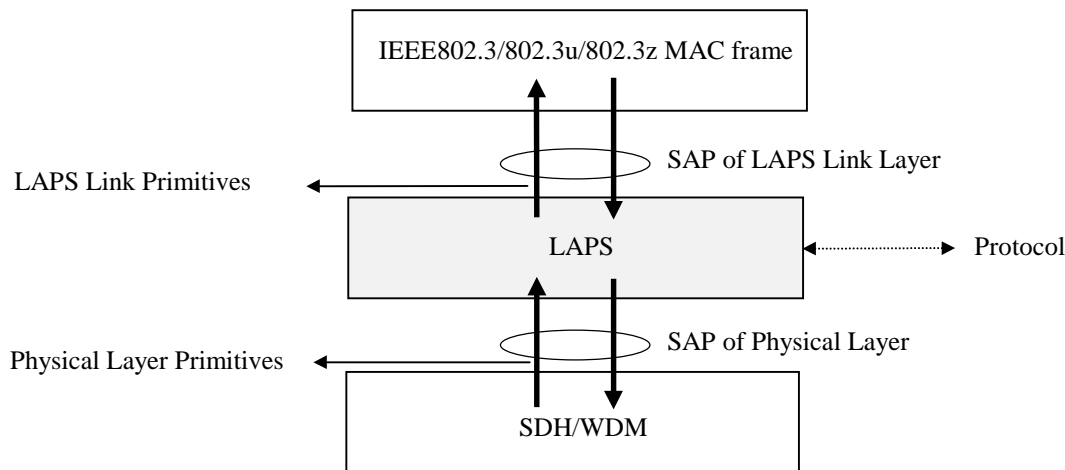 IEEE802.3/802.3u/802.3z MAC frame
SAP of LAPS Link Layer
LAPS Link Primitives
LAPS
Protocol
SAP of Physical Layer
Physical Layer Primitives
SDH/WDM